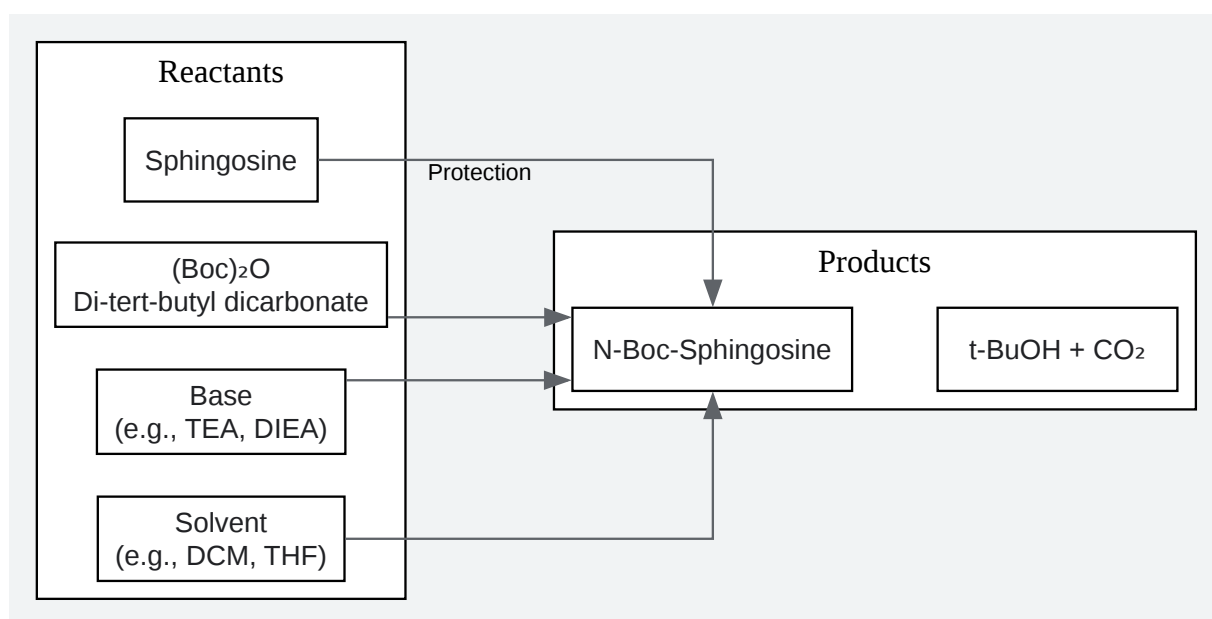 Reactants
Sphingosine
Protection
(Boc)₂O
Di-tert-butyl dicarbonate
Products
N-Boc-Sphingosine
t-BuOH + CO₂
Base
(e.g., TEA, DIEA)
Solvent
(e.g., DCM, THF)